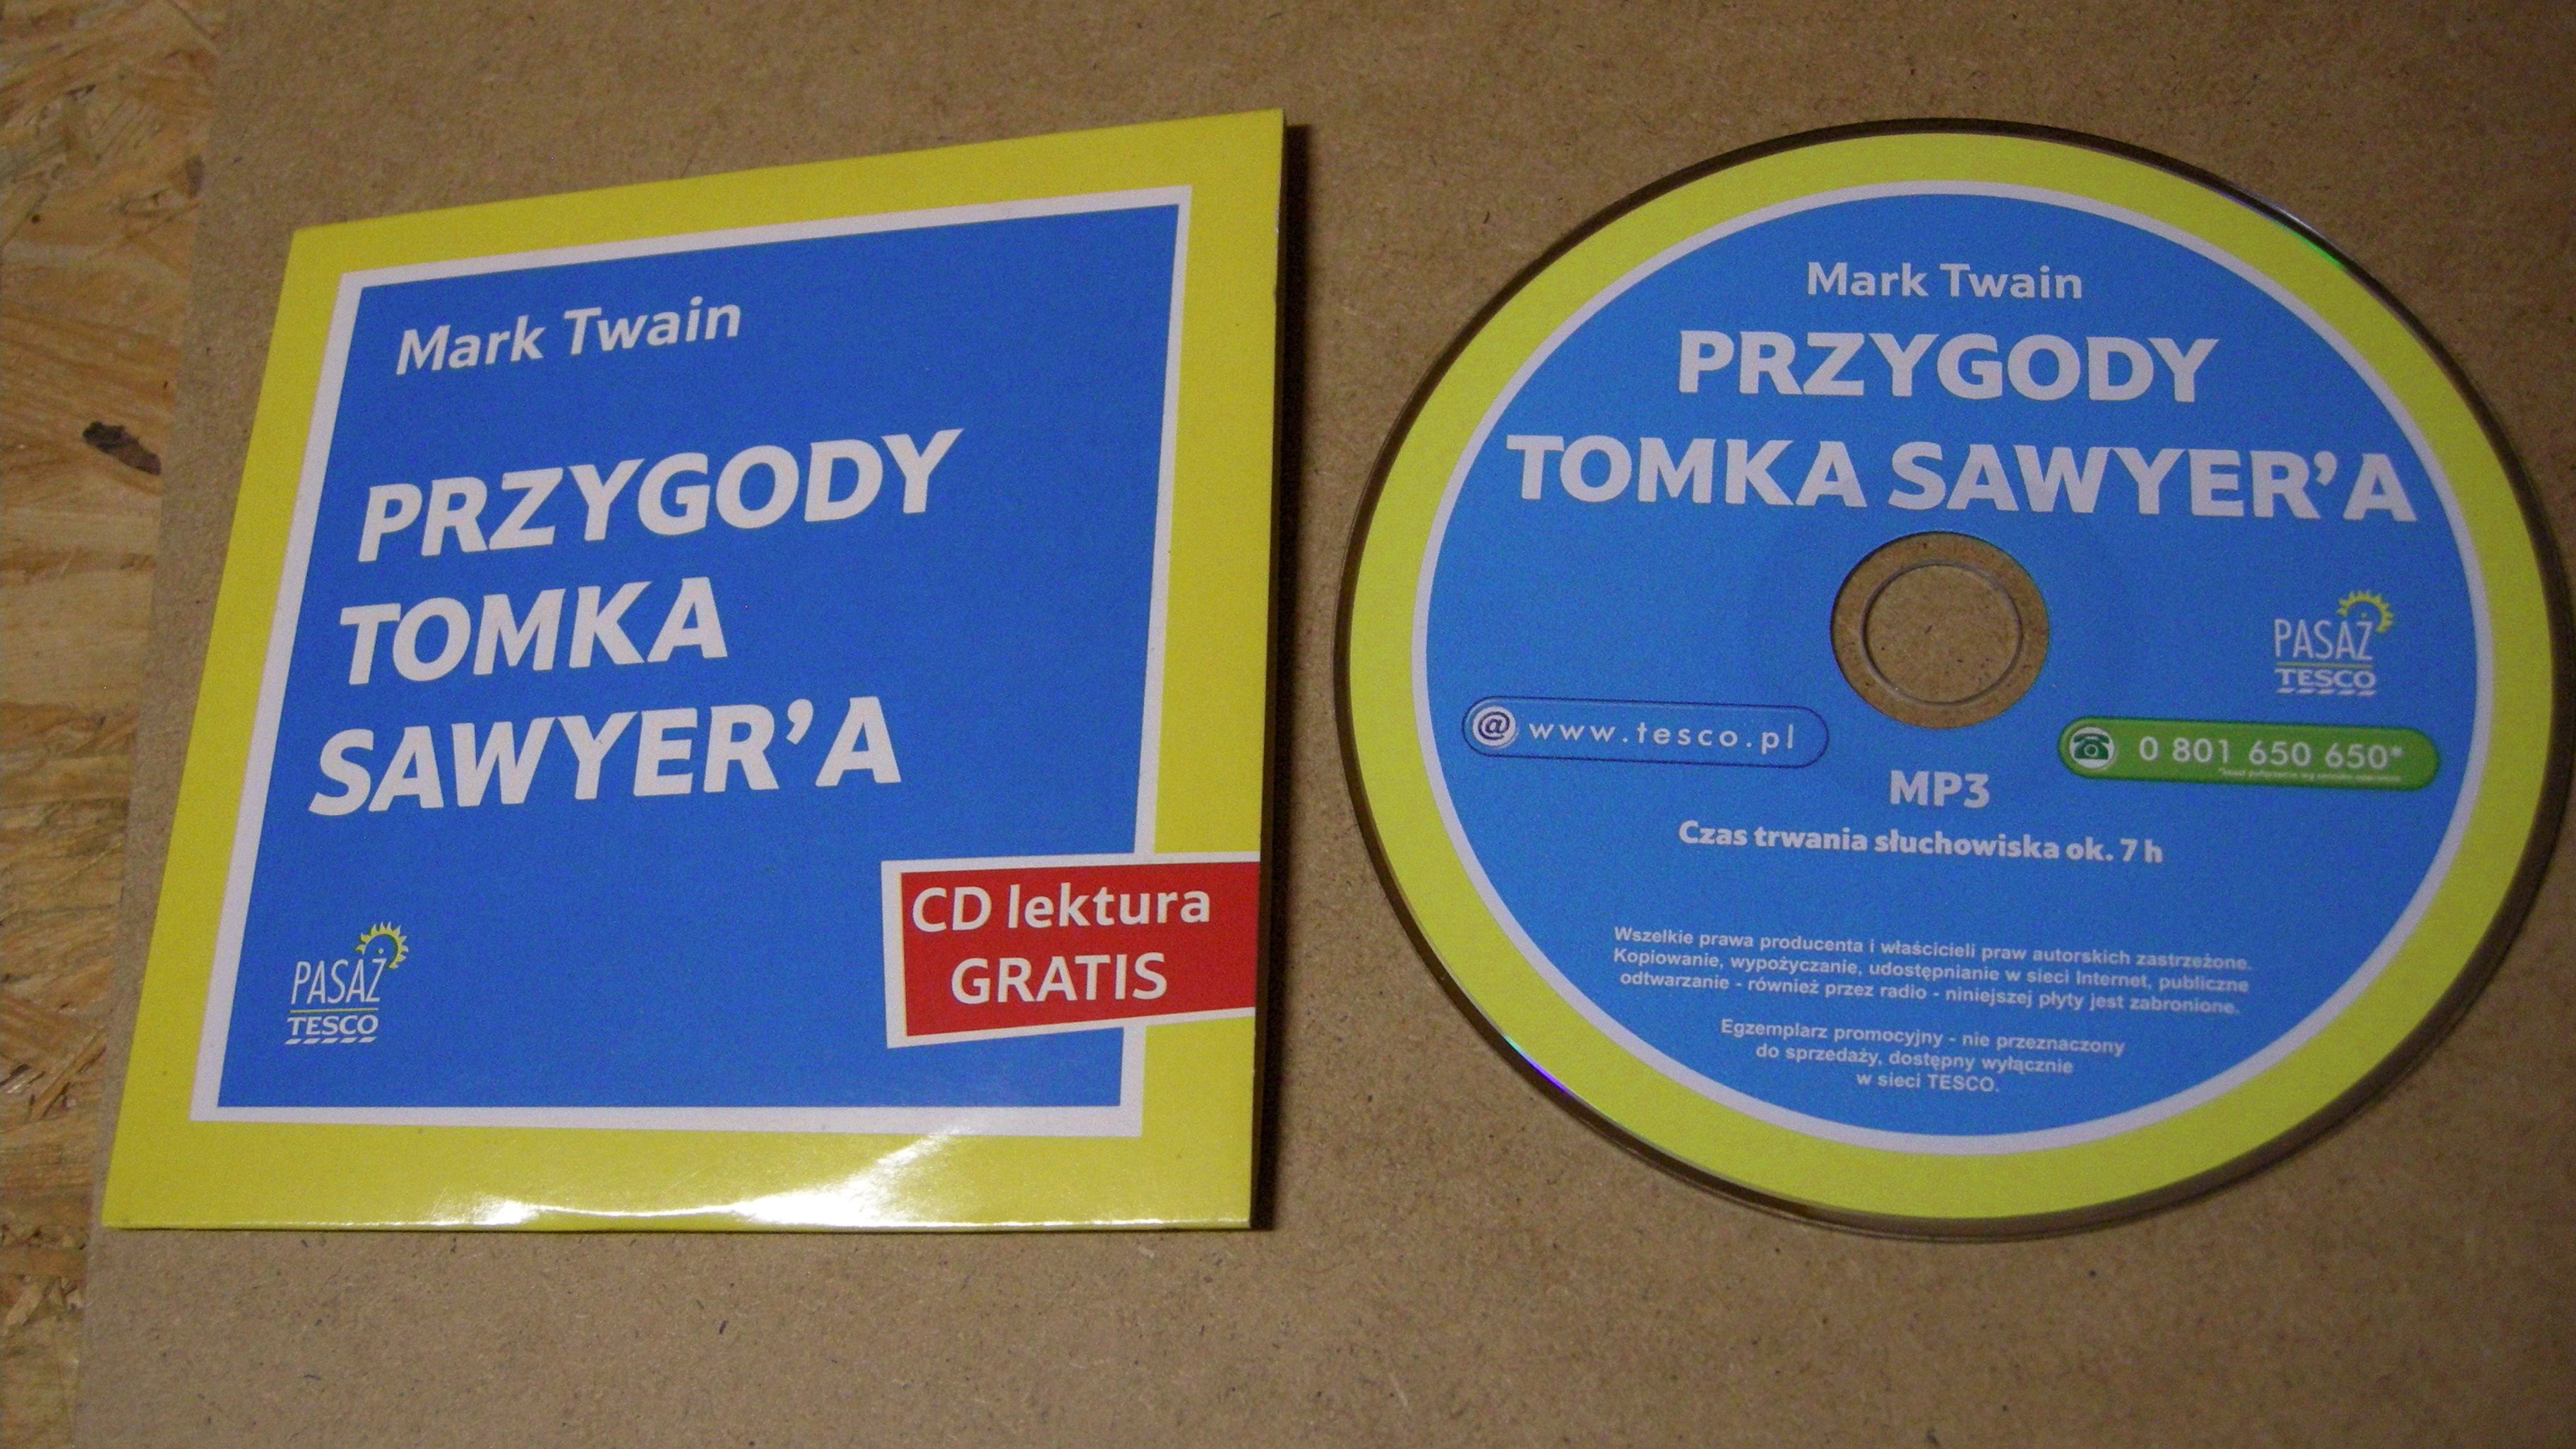 Mark Twain
PRZYGODY
TOMKA
SAWYER’A
CD lektura
GRATIS
PASAŻ
TESCO
Mark Twain
PRZYGODY
TOMKA SAWYER’A
PASAŻ
TESCO
@ www.tesco.pl
0 801 650 650*
MP3
Czas trwania słuchowiska ok. 7 h
Wszelkie prawa producenta i właścicieli praw autorskich zastrzeżone.
Kopiowanie, wypożyczanie, udostępnianie w sieci Internet, publiczne
odtwarzanie - również przez radio - niniejszej płyty jest zabronione.
Egzemplarz promocyjny - nie przeznaczony
do sprzedaży, dostępny wyłącznie
w sieci TESCO.